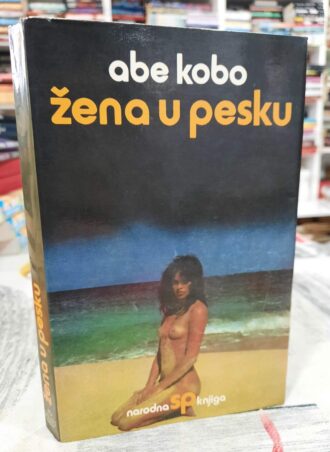 abe kobo
žena u pesku
narodna sp knjiga
žena u pesku